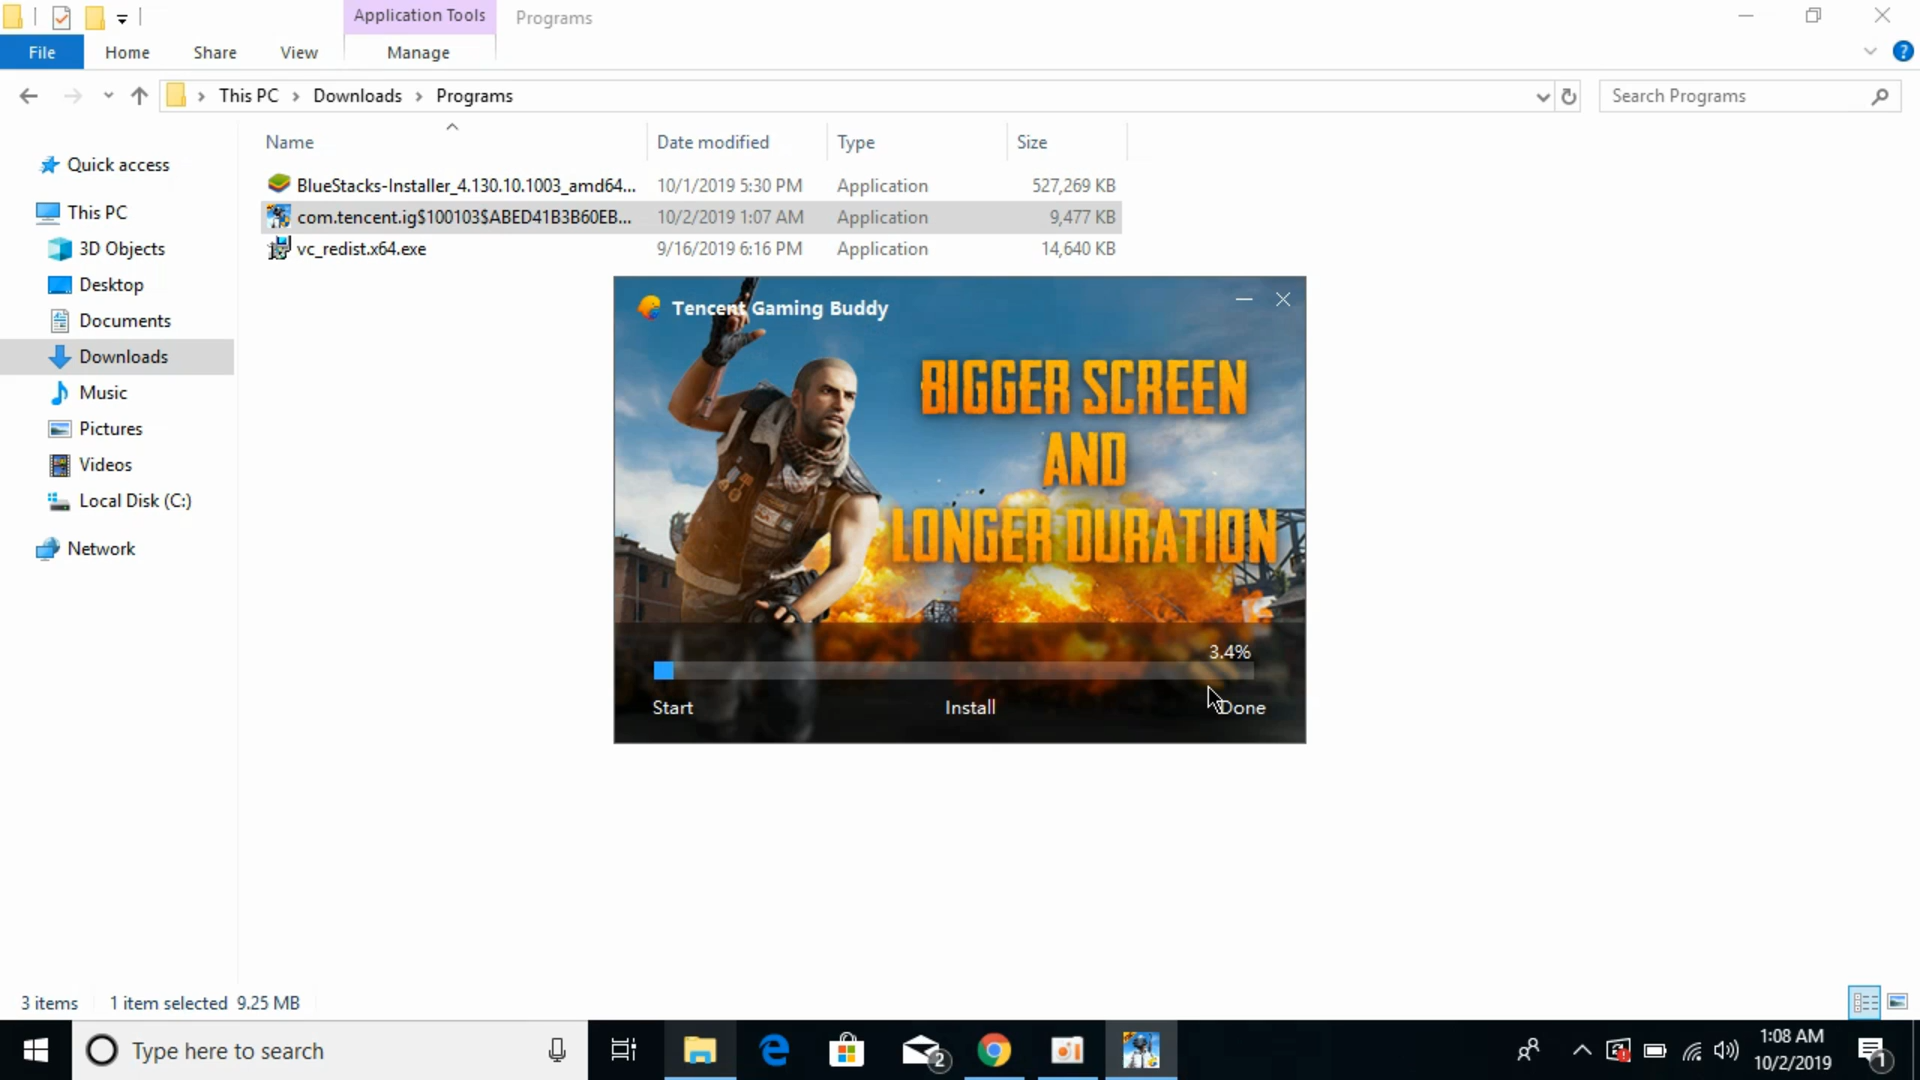 Application Tools
Programs
File
Home
Share
View
Manage
This PC
Downloads
Programs
Search Programs
Name
Date modified
Type
Size
BlueStacks-Installer_4.130.10.1003_amd64... 10/1/2019 5:30 PM Application 527,269 KB
com.tencent.ig$100103$ABED41B3B60EB... 10/2/2019 1:07 AM Application 9,477 KB
vc_redist.x64.exe 9/16/2019 6:16 PM Application 14,640 KB
Quick access
This PC
3D Objects
Desktop
Documents
Downloads
Music
Pictures
Videos
Local Disk (C:)
Network
Tencent Gaming Buddy
BIGGER SCREEN
AND
LONGER DURATION
3.4%
Start
Install
Done
3 items
1 item selected 9.25 MB
Type here to search
2
1:08 AM
10/2/2019
1